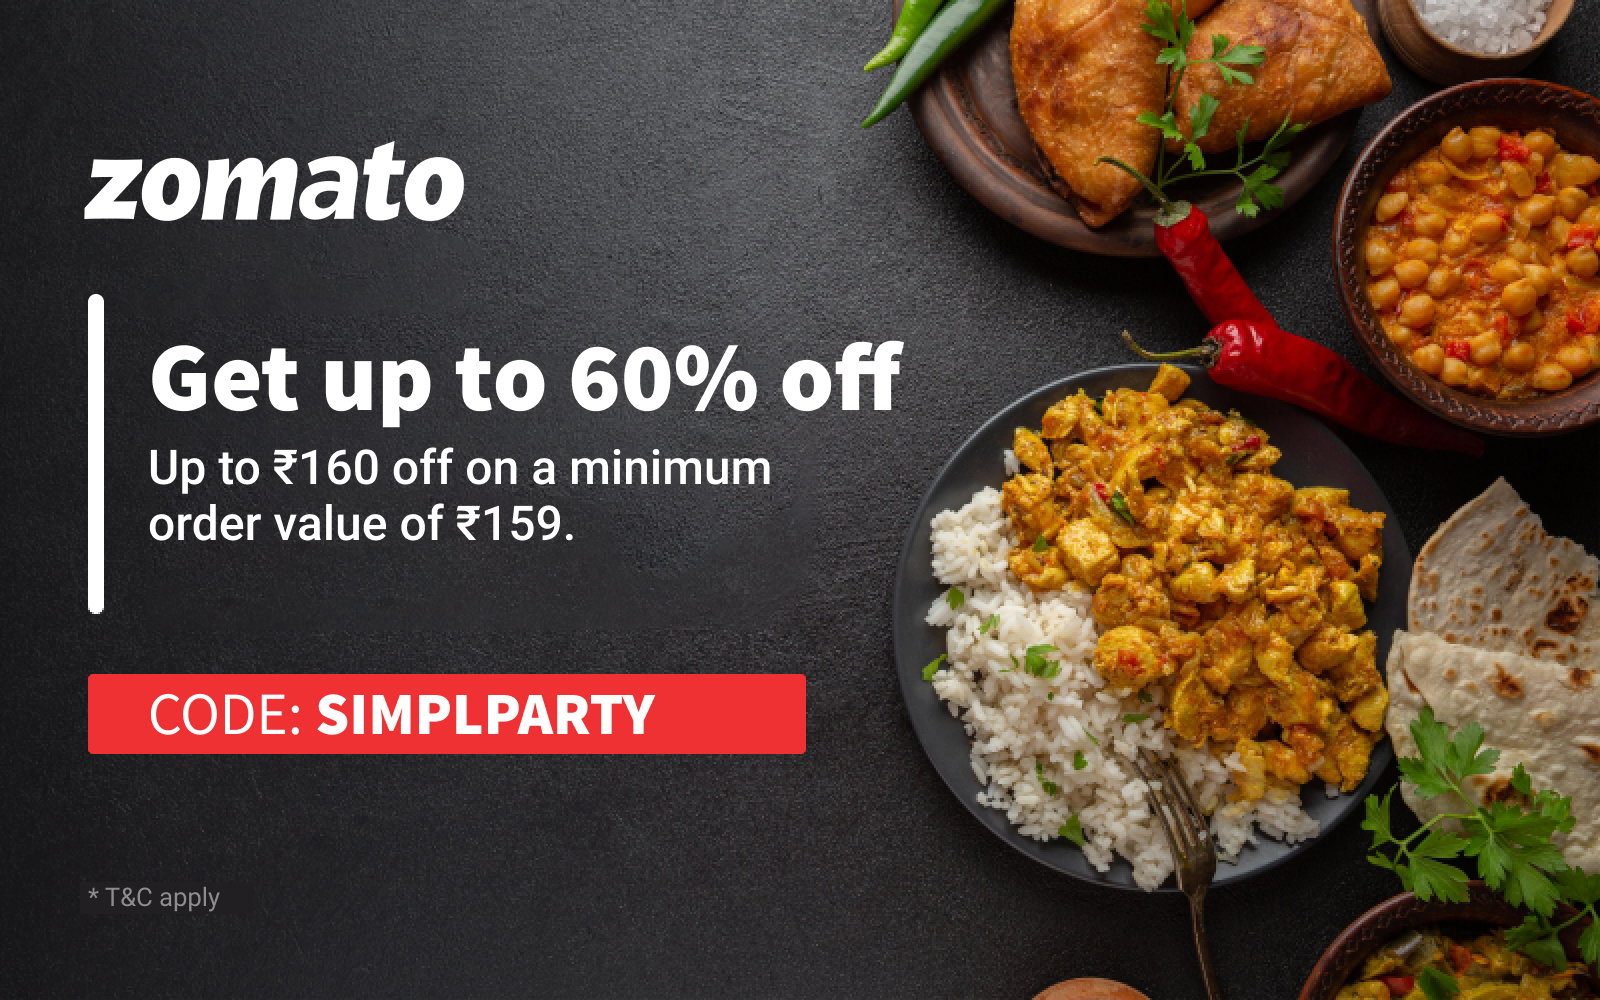 zomato
Get up to 60% off
Up to ₹160 off on a minimum
order value of ₹159.
CODE: SIMPLPARTY
* T&C apply